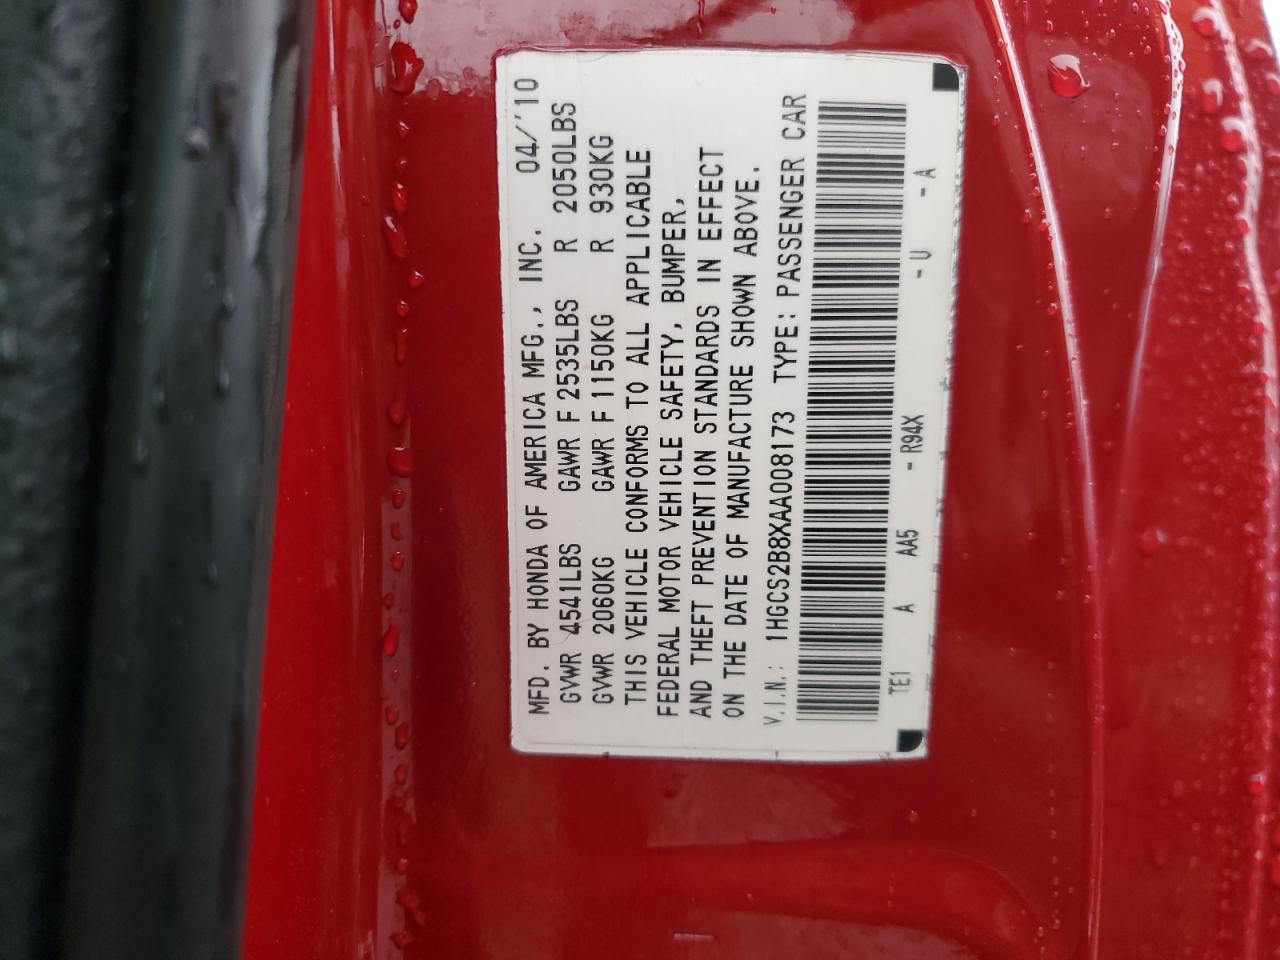 MFD. BY HONDA OF AMERICA MFG., INC. 04/'10
GVWR 4541LBS GAWR F 2535LBS R 2050LBS
GVWR 2060KG GAWR F 1150KG R 930KG
THIS VEHICLE CONFORMS TO ALL APPLICABLE
FEDERAL MOTOR VEHICLE SAFETY, BUMPER,
AND THEFT PREVENTION STANDARDS IN EFFECT
ON THE DATE OF MANUFACTURE SHOWN ABOVE.
V.I.N.: 1HGCS2B8XAA008173 TYPE: PASSENGER CAR
TE1 A AA5 - R94X - U - A